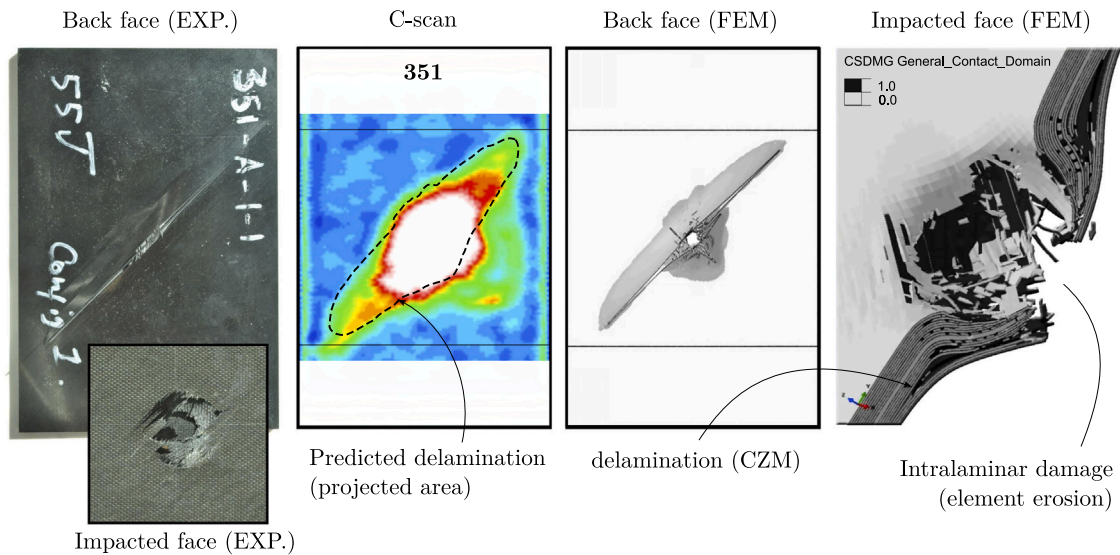 Back face (EXP.)
C-scan
Back face (FEM)
Impacted face (FEM)
351-A-1-1
55J
Config 1.
351
CSDMG General_Contact_Domain
1.0
0.0
Predicted delamination
(projected area)
delamination (CZM)
Intralaminar damage
(element erosion)
Impacted face (EXP.)